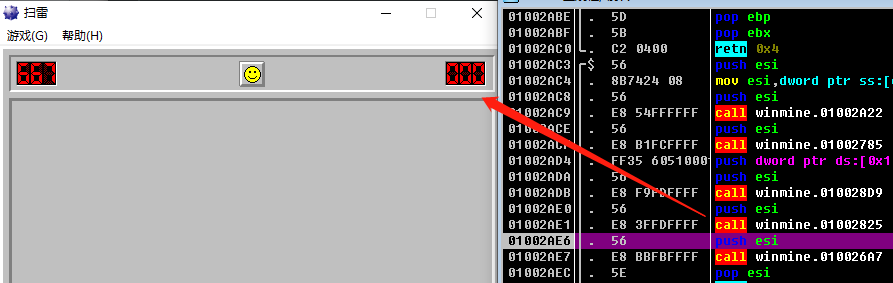 扫雷
游戏(G) 帮助(H)
667
01002ABE . 5D pop ebp
01002ABF . 5B pop ebx
01002AC0 . C2 0400 retn 0x4
01002AC3 $ 56 push esi
01002AC4 . 8B7424 08 mov esi,dword ptr ss:[
01002AC8 . 56 push esi
01002AC9 . E8 54FFFFFF call winmine.01002A22
01002ACE . 56 push esi
. E8 B1FCFFFF call winmine.01002785
01002AD4 . FF35 6051000 push dword ptr ds:[0x1
01002ADA . 56 push esi
01002ADB . E8 F9FDFFFF call winmine.010028D9
01002AE0 . 56 push esi
01002AE1 . E8 3FFDFFFF call winmine.01002825
01002AE6 . 56 push esi
01002AE7 . E8 BBFBFFFF call winmine.010026A7
01002AEC . 5E pop esi